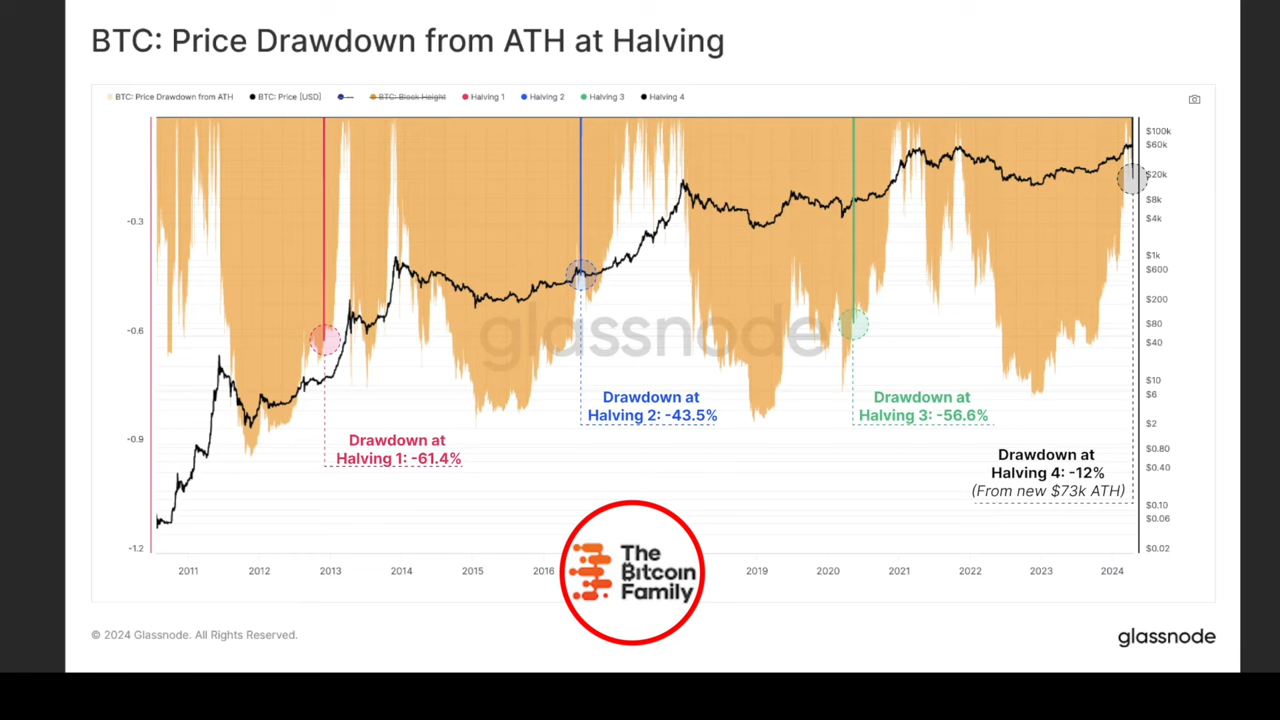 BTC: Price Drawdown from ATH at Halving
BTC: Price Drawdown from ATH
BTC: Price [USD]
BTC: Block Height
Halving 1
Halving 2
Halving 3
Halving 4
-0.3
-0.6
-0.9
-1.2
$100k
$60k
$20k
$8k
$4k
$1k
$600
$200
$80
$40
$10
$6
$2
$0.80
$0.40
$0.10
$0.06
$0.02
glassnode
Drawdown at
Halving 1: -61.4%
Drawdown at
Halving 2: -43.5%
Drawdown at
Halving 3: -56.6%
Drawdown at
Halving 4: -12%
(From new $73k ATH)
2011 2012 2013 2014 2015 2016 2019 2020 2021 2022 2023 2024
The
Bitcoin
Family
© 2024 Glassnode. All Rights Reserved.
glassnode